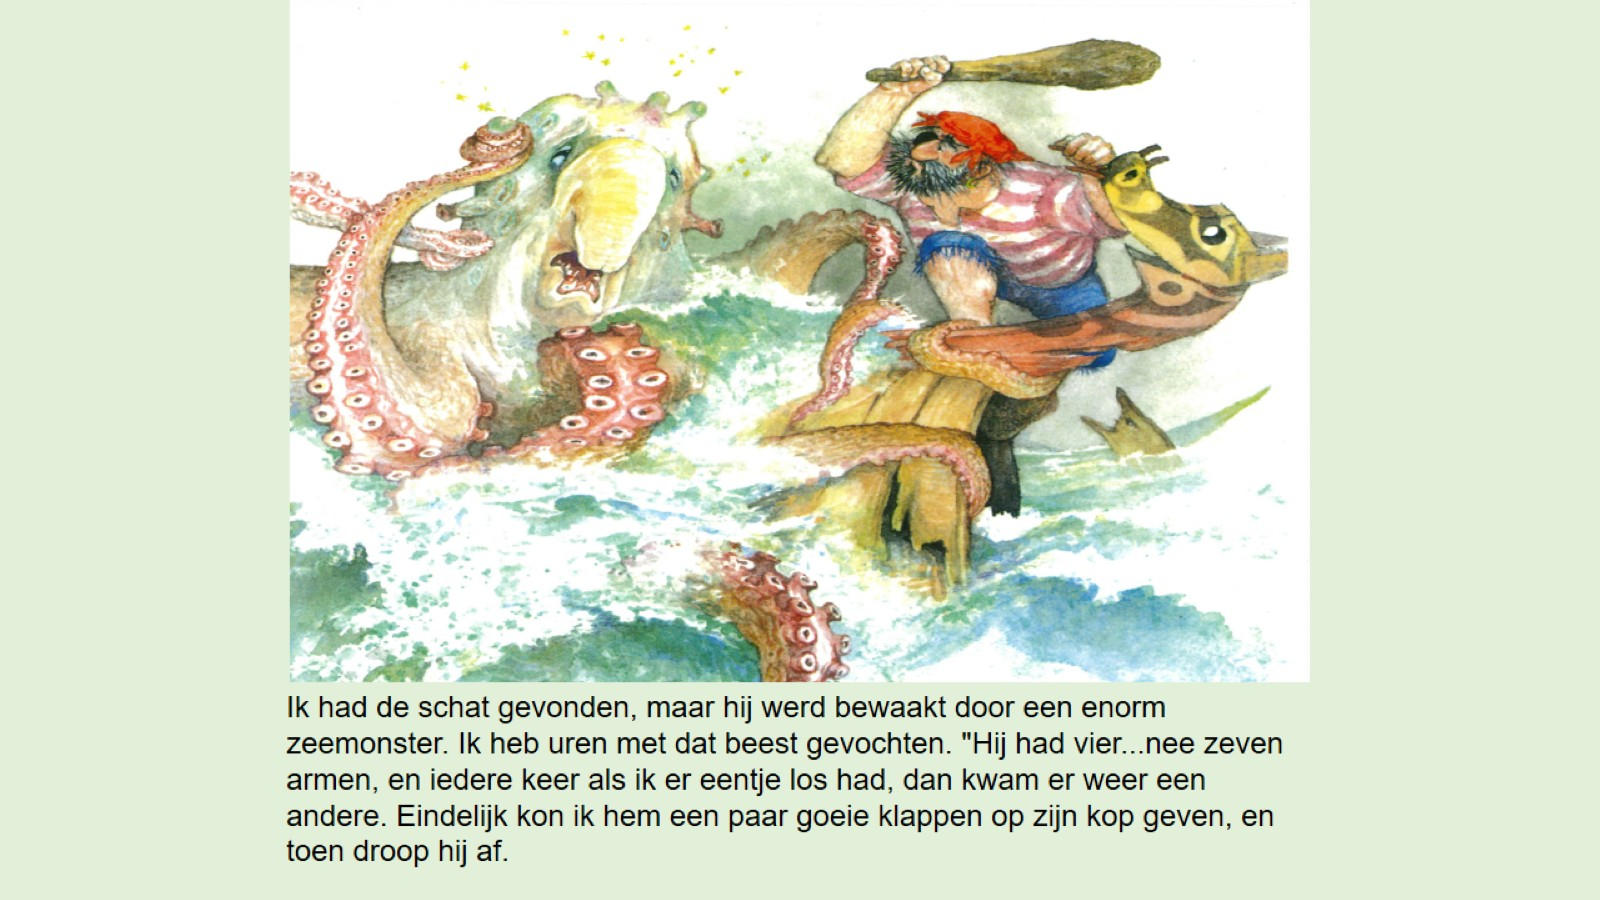 Ik had de schat gevonden, maar hij werd bewaakt door een enorm
zeemonster. Ik heb uren met dat beest gevochten. "Hij had vier...nee zeven
armen, en iedere keer als ik er eentje los had, dan kwam er weer een
andere. Eindelijk kon ik hem een paar goeie klappen op zijn kop geven, en
toen droop hij af.